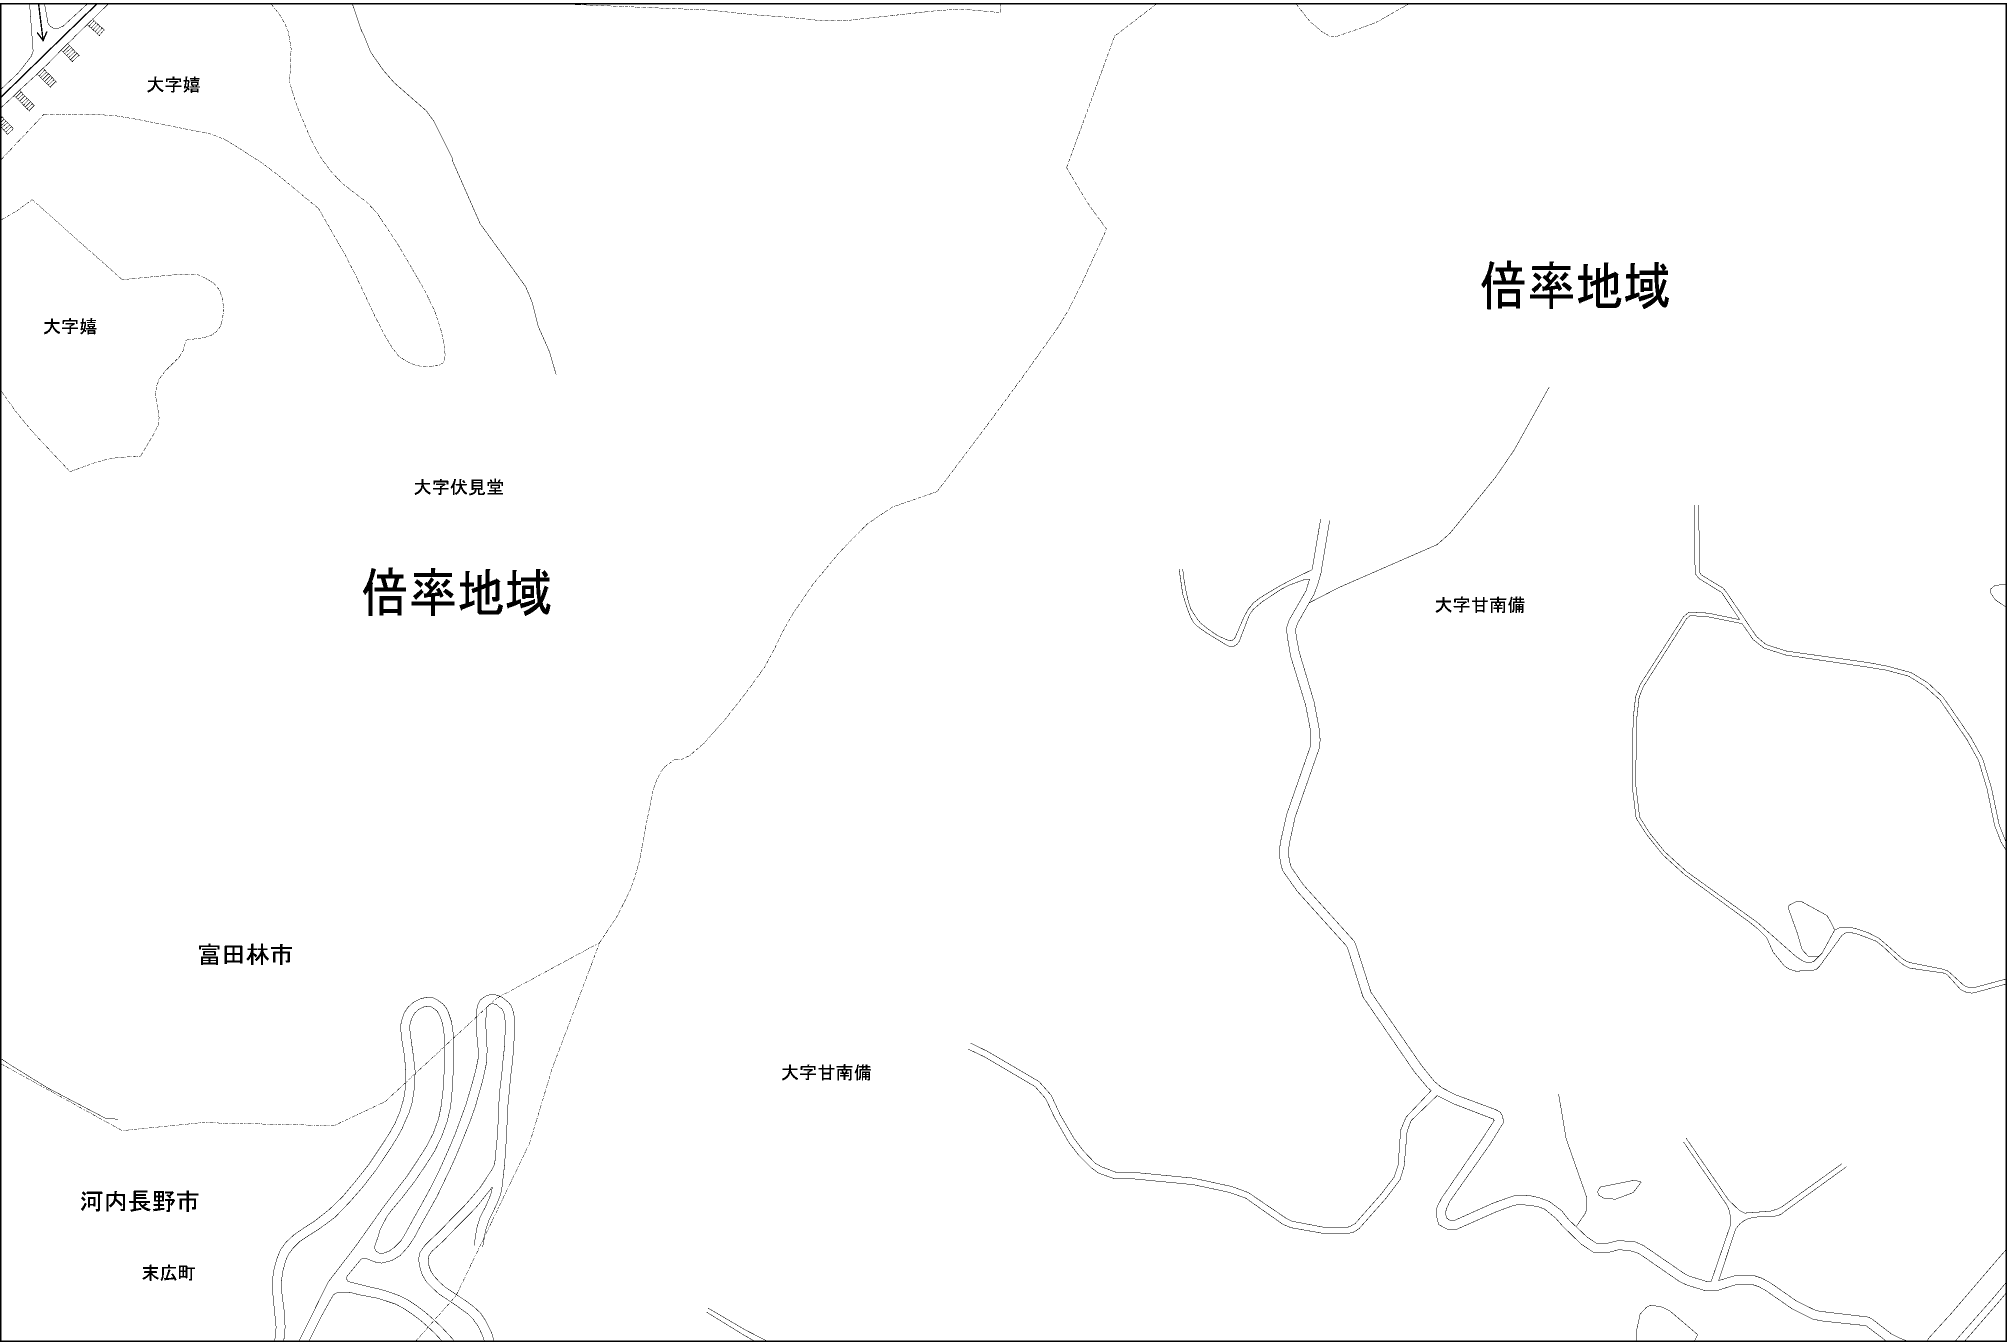 大字嬉
倍率地域
大字嬉
大字伏見堂
倍率地域
大字甘南備
富田林市
大字甘南備
河内長野市
末広町